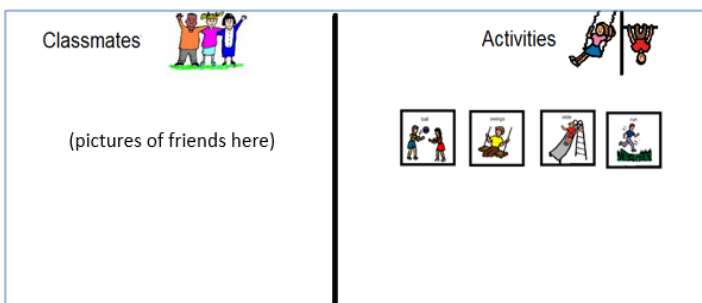 Classmates
(pictures of friends here)
Activities
ball
swings
slide
run